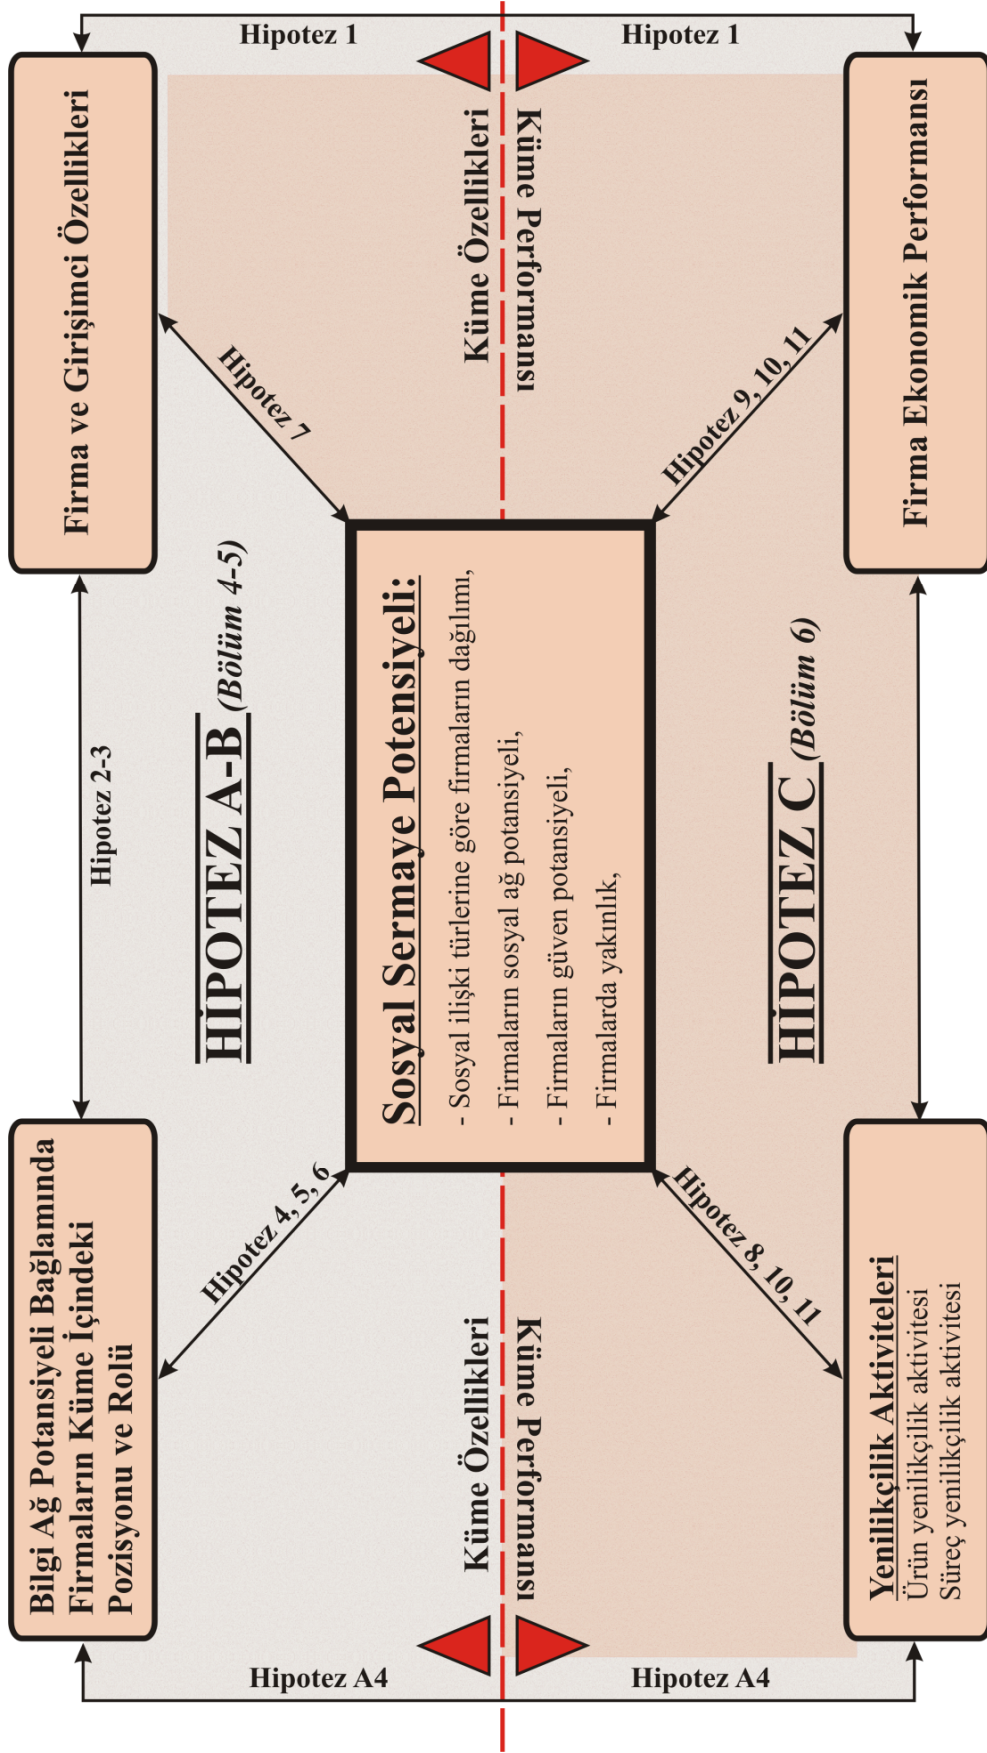 Bilgi Ağ Potansiyeli Bağlamında
Firmaların Küme İçindeki
Pozisyonu ve Rolü
Hipotez 2-3
Firma ve Girişimci Özellikleri
HİPOTEZ A-B (Bölüm 4-5)
Hipotez 4, 5, 6
Hipotez 7
Hipotez A4
Hipotez 1
Küme Özellikleri
Küme Özellikleri
Sosyal Sermaye Potensiyeli:
- Sosyal ilişki türlerine göre firmaların dağılımı,
- Firmaların sosyal ağ potansiyeli,
- Firmaların güven potansiyeli,
- Firmalarda yakınlık,
Küme Performansı
Küme Performansı
Hipotez A4
Hipotez 1
Hipotez 8, 10, 11
Hipotez 9, 10, 11
HİPOTEZ C (Bölüm 6)
Yenilikçilik Aktiviteleri
Ürün yenilikçilik aktivitesi
Süreç yenilikçilik aktivitesi
Firma Ekonomik Performansı